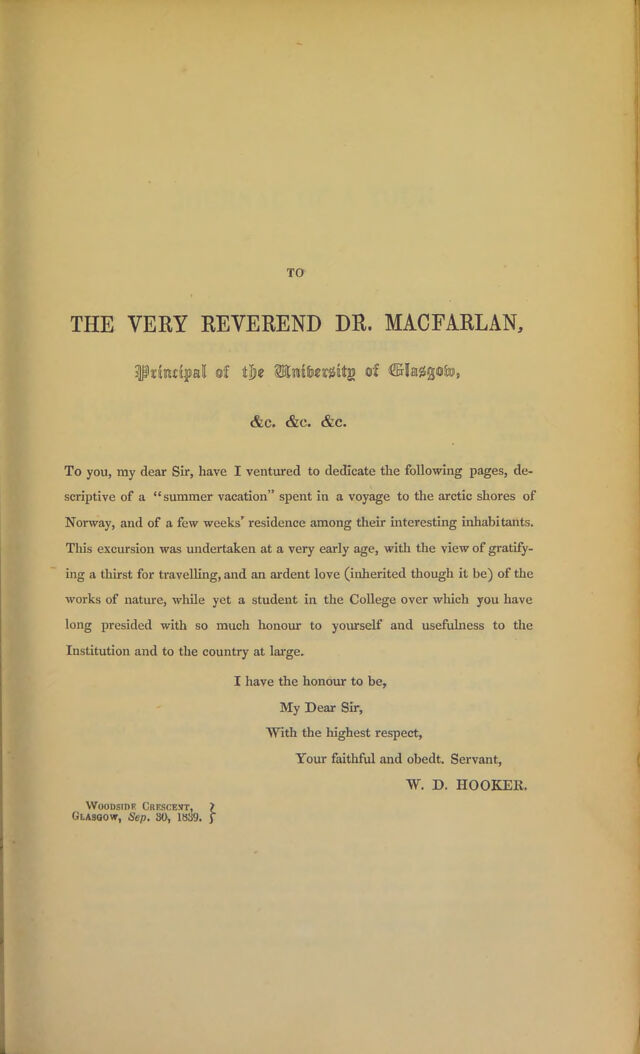 TO
THE VERY REVEREND DR. MACFARLAN,
Principal of the University of Glasgow,
&c. &c. &c.
To you, my dear Sir, have I ventured to dedicate the following pages, de-
scriptive of a “summer vacation” spent in a voyage to the arctic shores of
Norway, and of a few weeks' residence among their interesting inhabitants.
This excursion was undertaken at a very early age, with the view of gratify-
ing a thirst for travelling, and an ardent love (inherited though it be) of the
works of nature, while yet a student in the College over which you have
long presided with so much honour to yourself and usefulness to the
Institution and to the country at large.
I have the honour to be,
My Dear Sir,
With the highest respect,
Your faithful and obedt. Servant,
W. D. HOOKER.
WOODSIDE CRESCENT, }
GLASGOW, Sep. 30, 1839. }